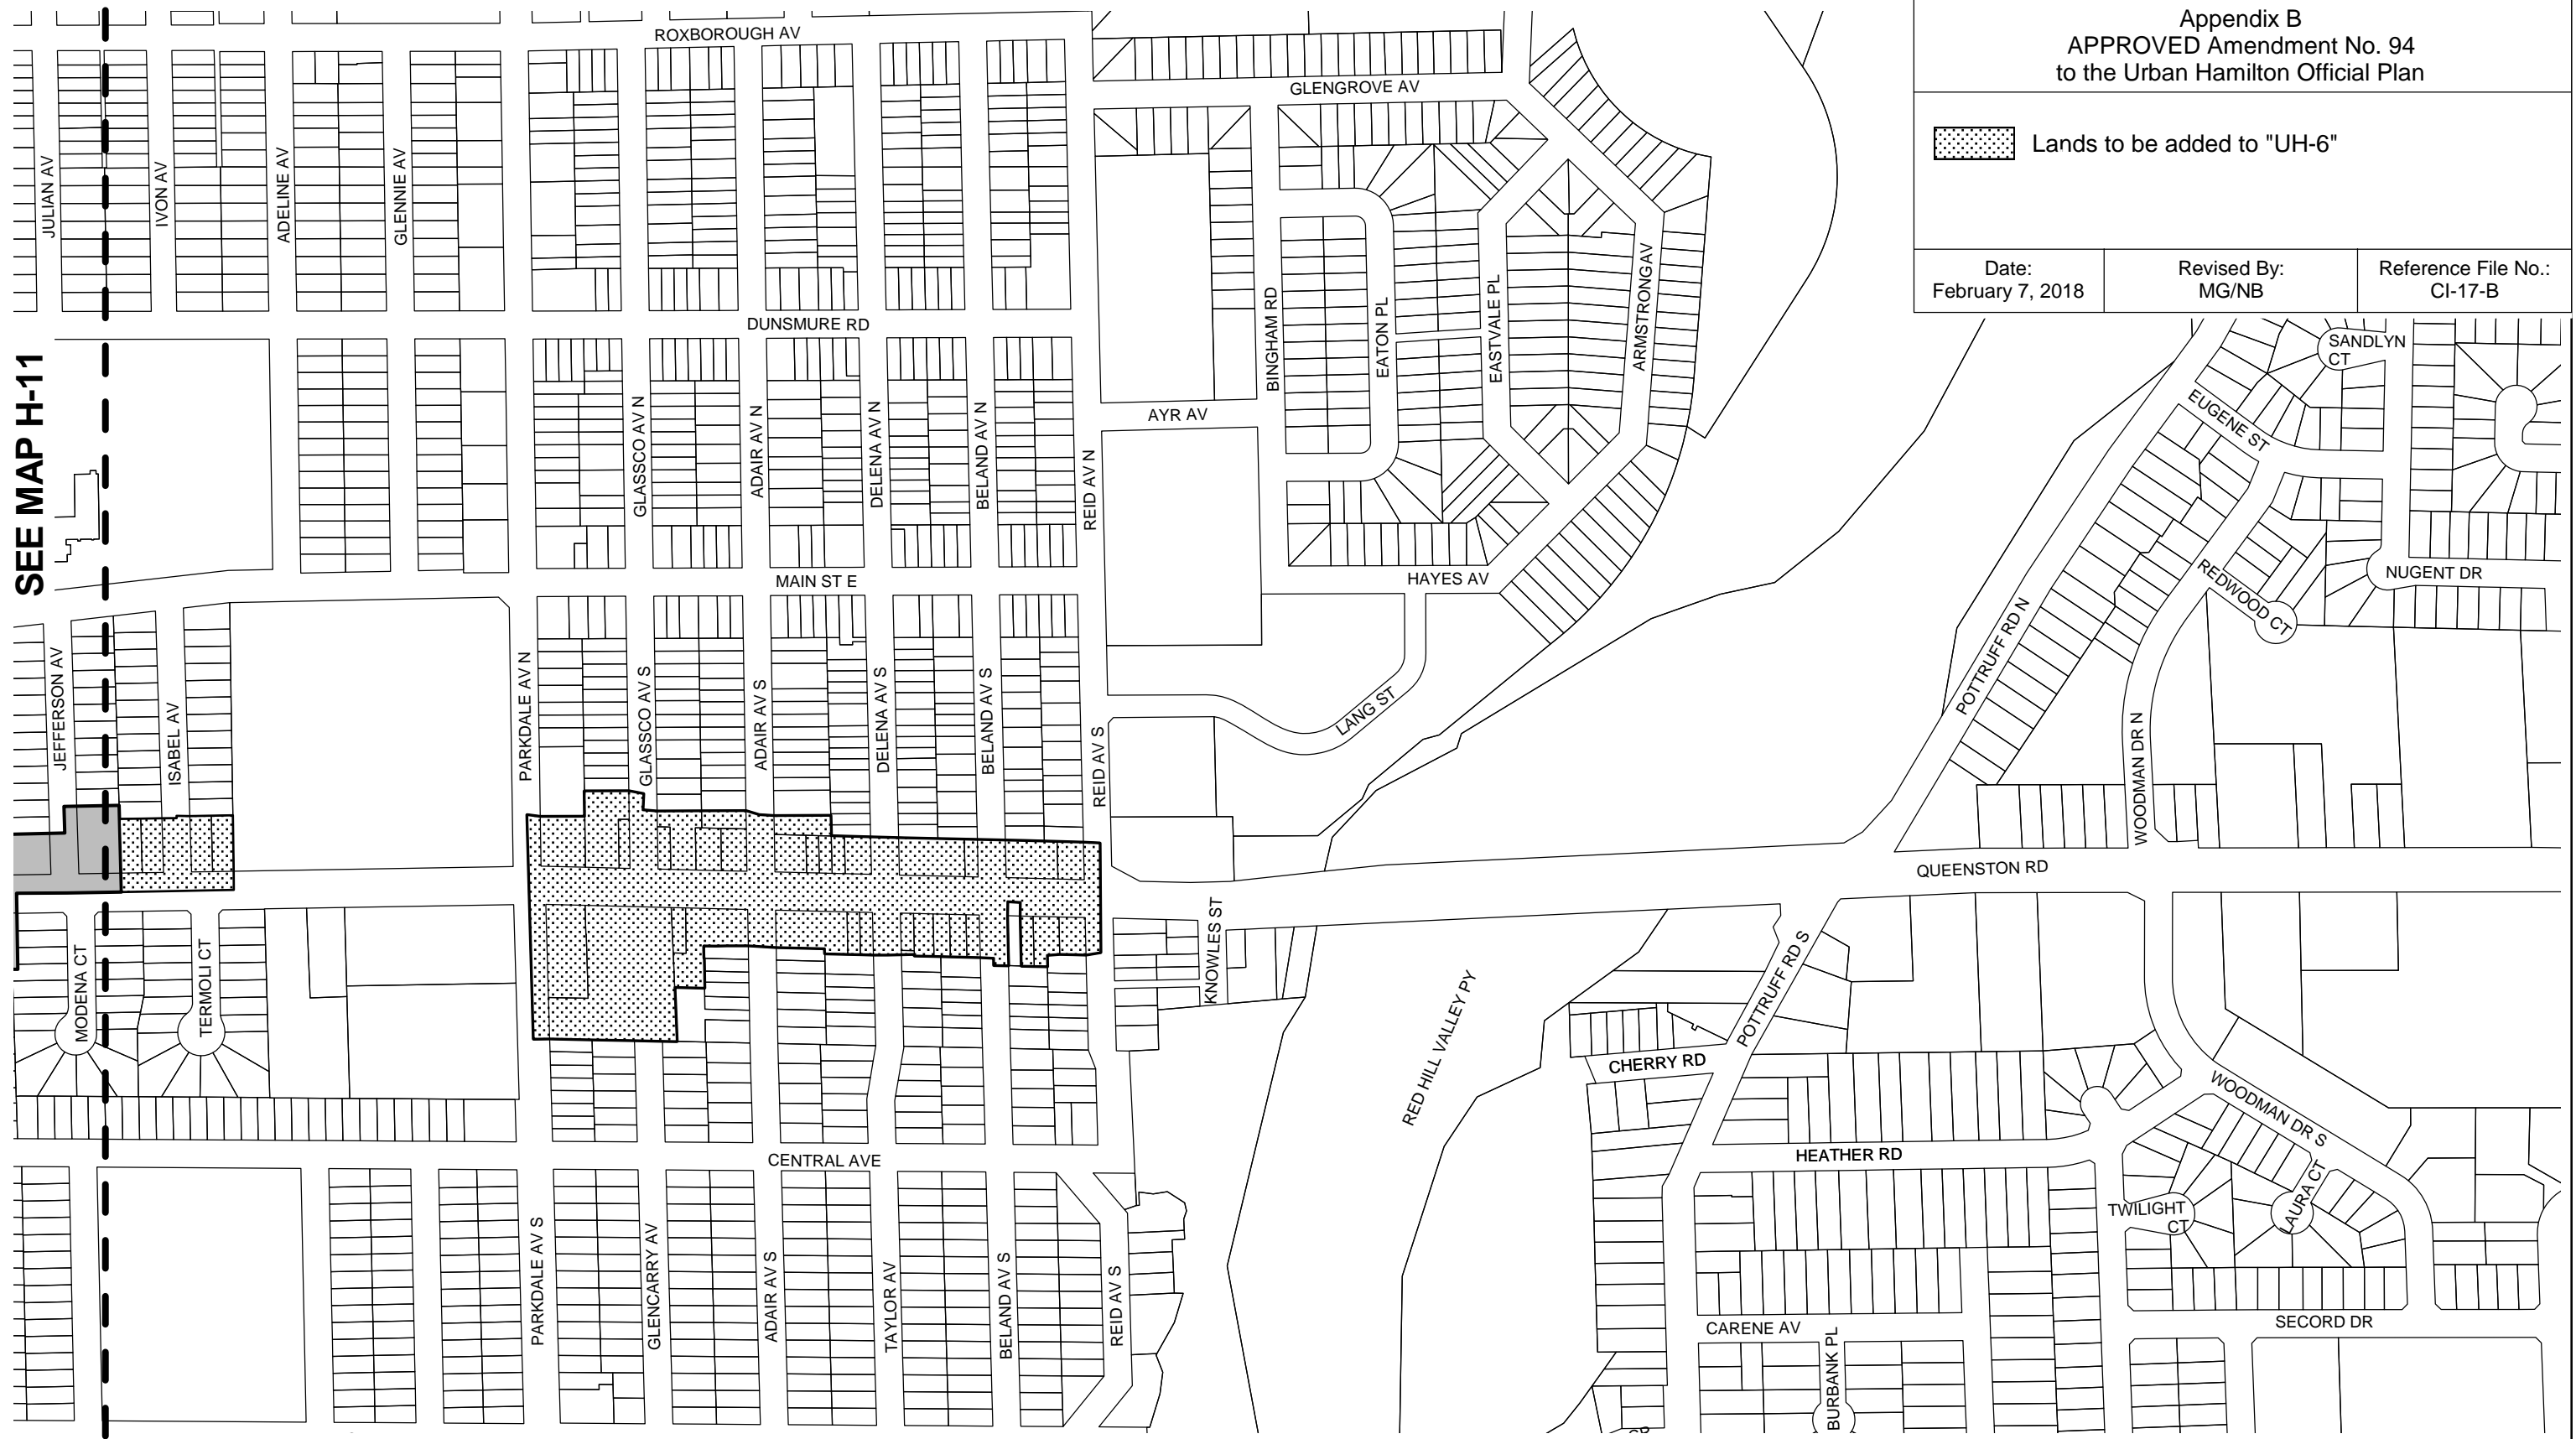 Appendix B
APPROVED Amendment No. 94
to the Urban Hamilton Official Plan
Lands to be added to "UH-6"
Date:
February 7, 2018
Revised By:
MG/NB
Reference File No.:
CI-17-B
SEE MAP H-11
ROXBOROUGH AV
GLENGROVE AV
JULIAN AV
IVON AV
ADELINE AV
GLENNIE AV
DUNSMURE RD
BINGHAM RD
EATON PL
EASTVALE PL
ARMSTRONG AV
SANDLYN
CT
EUGENE ST
AYR AV
GLASSCO AV N
ADAIR AV N
DELENA AV N
BELAND AV N
REID AV N
MAIN ST E
HAYES AV
REDWOOD CT
NUGENT DR
POTTRUFF RD N
WOODMAN DR N
JEFFERSON AV
ISABEL AV
PARKDALE AV N
GLASSCO AV S
ADAIR AV S
DELENA AV S
BELAND AV S
REID AV S
LANG ST
QUEENSTON RD
MODENA CT
TERMOLI CT
KNOWLES ST
RED HILL VALLEY PY
POTTRUFF RD S
CHERRY RD
HEATHER RD
WOODMAN DR S
CENTRAL AVE
TWILIGHT
CT
LAURA CT
PARKDALE AV S
GLENCARRY AV
ADAIR AV S
TAYLOR AV
BELAND AV S
REID AV S
CARENE AV
BURBANK PL
SECORD DR